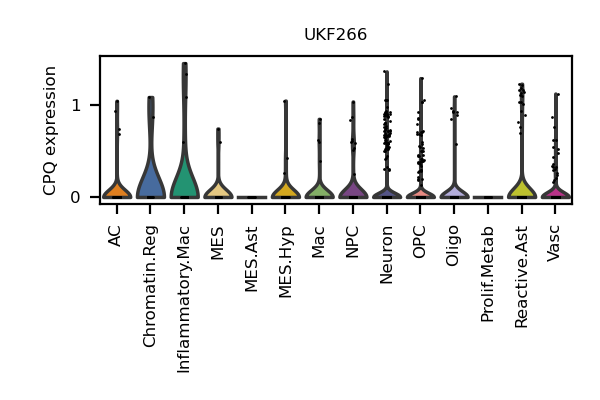 UKF266
CPQ expression
1
0
AC
Chromatin.Reg
Inflammatory.Mac
MES
MES.Ast
MES.Hyp
Mac
NPC
Neuron
OPC
Oligo
Prolif.Metab
Reactive.Ast
Vasc